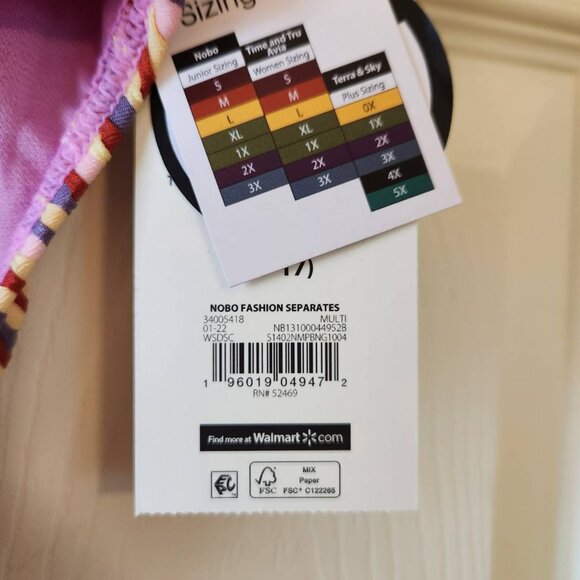 Sizing
Nobo
Junior Sizing
S
M
L
XL
1X
2X
3X
Time and Tru
Avia
Women Sizing
S
M
L
XL
1X
2X
3X
Terra & Sky
Plus Sizing
0X
1X
2X
3X
4X
5X
17)
NOBO FASHION SEPARATES
34005418 MULTI
01-22 NB131000449528
W5D5C S1402NMPBNG1004
1 96019 04947 2
RN# 52469
Find more at Walmart.com
FSC
MIX
Paper
FSC® C122265